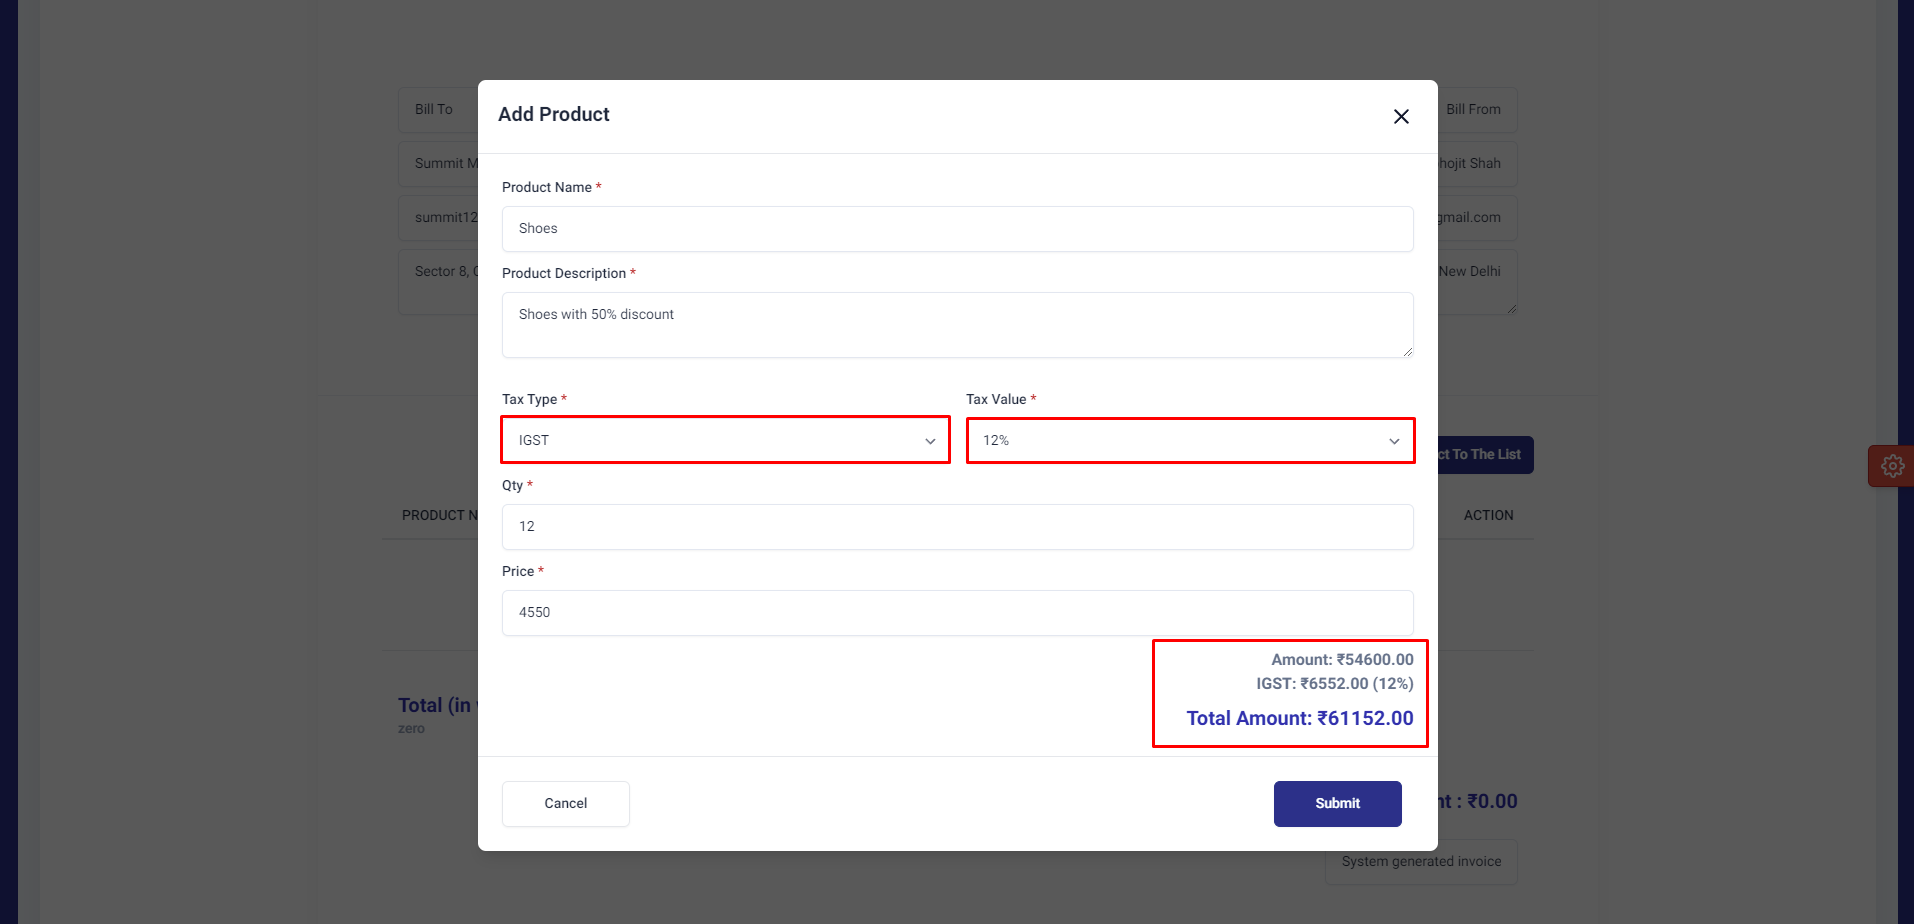 Add Product
Bill To
Bill From
Summit
Shah
Product Name *
Shoes
summit12
gmail.com
Product Description *
Sector 8,
New Delhi
Shoes with 50% discount
Tax Type *
Tax Value *
IGST
12%
To The List
Qty *
PRODUCT
ACTION
12
Price *
4550
Amount: ₹54600.00
IGST: ₹6552.00 (12%)
Total (in
Total Amount: ₹61152.00
zero
Cancel
Submit
: ₹0.00
System generated invoice